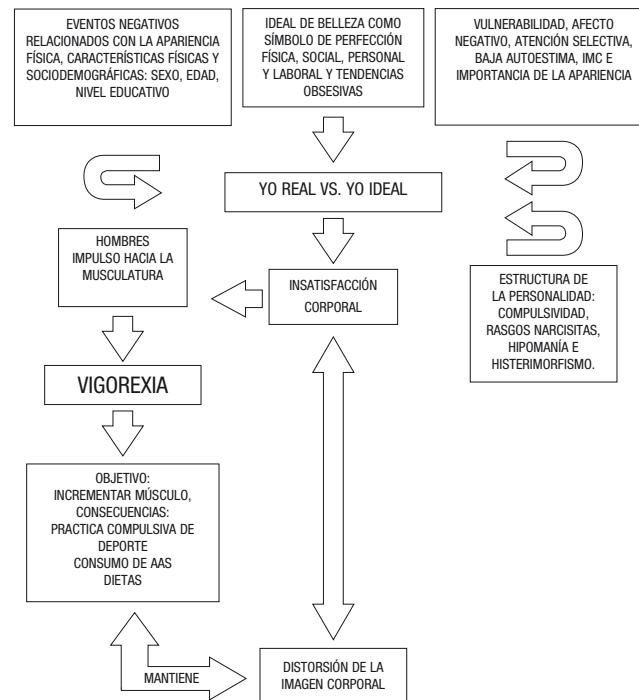 EVENTOS NEGATIVOS
RELACIONADOS CON LA APARIENCIA
FÍSICA, CARACTERÍSTICAS FÍSICAS Y
SOCIODEMOGRÁFICAS: SEXO, EDAD,
NIVEL EDUCATIVO
IDEAL DE BELLEZA COMO
SÍMBOLO DE PERFECCIÓN
FÍSICA, SOCIAL, PERSONAL
Y LABORAL Y TENDENCIAS
OBSESIVAS
VULNERABILIDAD, AFECTO
NEGATIVO, ATENCIÓN SELECTIVA,
BAJA AUTOESTIMA, IMC E
IMPORTANCIA DE LA APARIENCIA
YO REAL VS. YO IDEAL
HOMBRES
IMPULSO HACIA LA
MUSCULATURA
INSATISFACCIÓN
CORPORAL
ESTRUCTURA DE
LA PERSONALIDAD:
COMPULSIVIDAD,
RASGOS NARCISITAS,
HIPOMANÍA E
HISTERIMORFISMO.
VIGOREXIA
OBJETIVO:
INCREMENTAR MÚSCULO,
CONSECUENCIAS:
PRACTICA COMPULSIVA DE
DEPORTE
CONSUMO DE AAS
DIETAS
MANTIENE
DISTORSIÓN DE LA
IMAGEN CORPORAL